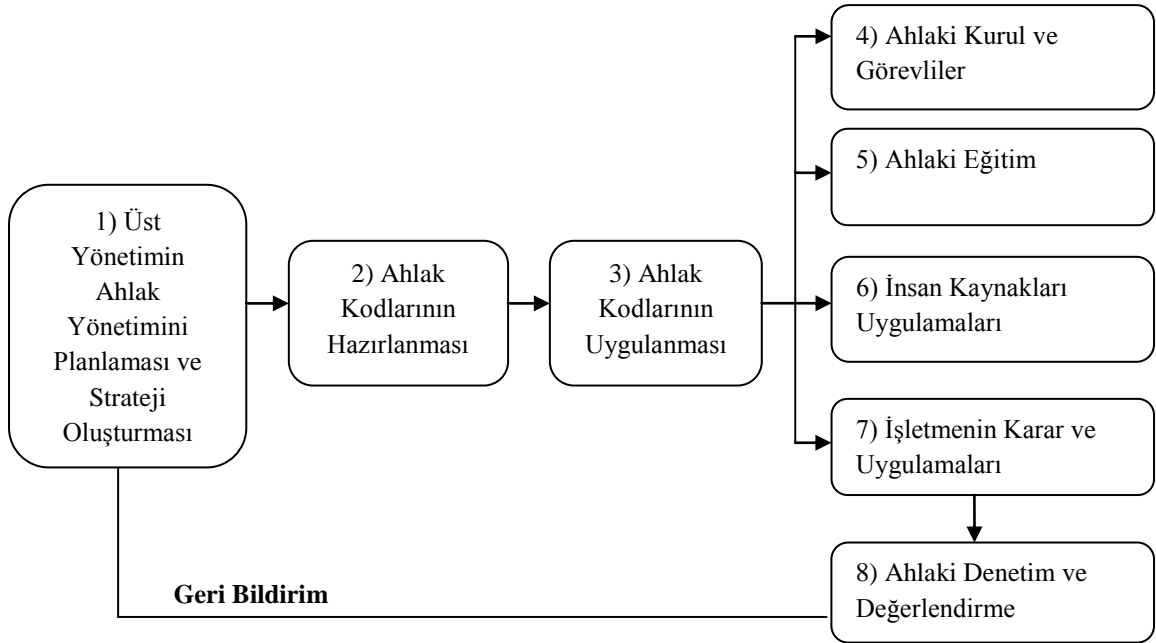 1) Üst
Yönetimin
Ahlak
Yönetimini
Planlaması ve
Strateji
Oluşturması
2) Ahlak
Kodlarının
Hazırlanması
3) Ahlak
Kodlarının
Uygulanması
4) Ahlaki Kurul ve
Görevliler
5) Ahlaki Eğitim
6) İnsan Kaynakları
Uygulamaları
7) İşletmenin Karar ve
Uygulamaları
8) Ahlaki Denetim ve
Değerlendirme
Geri Bildirim